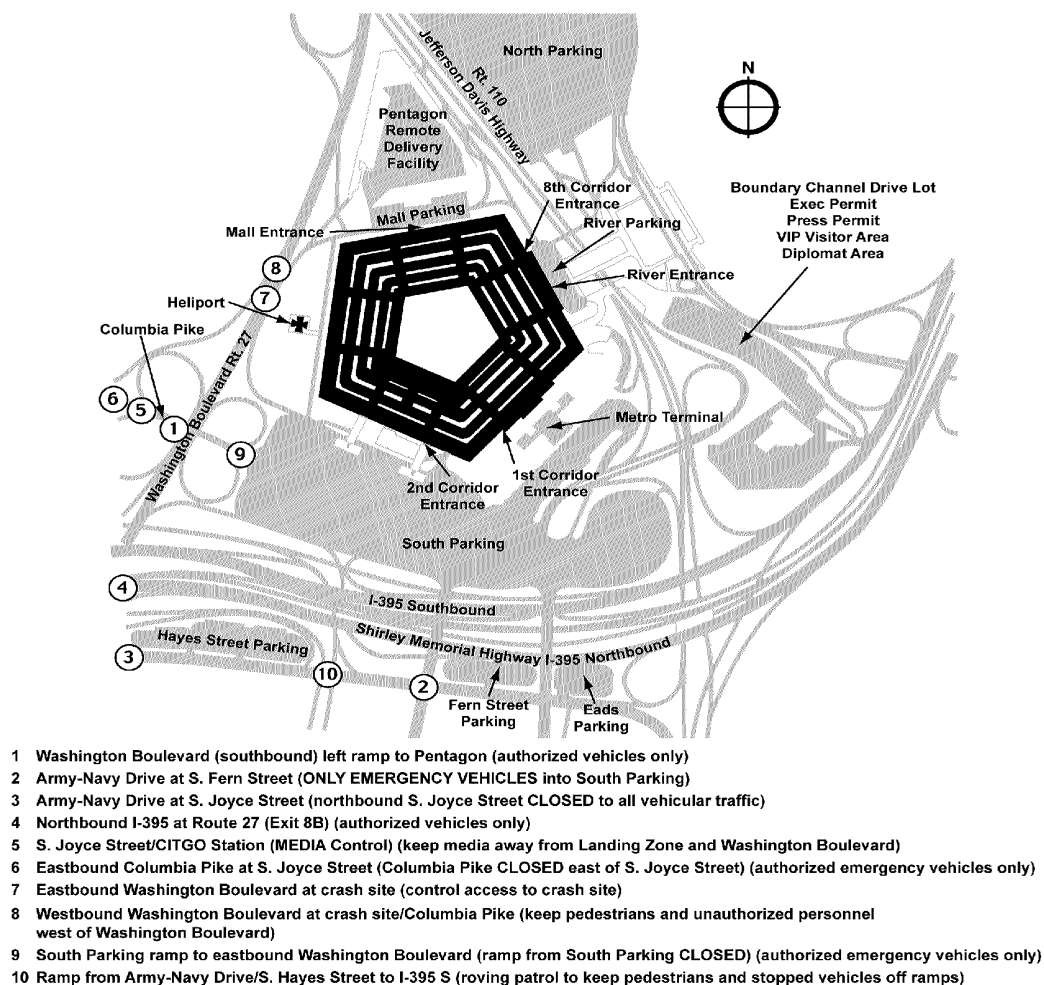 North Parking
N
Jefferson Davis Highway
Rt. 110
Pentagon
Remote
Delivery
Facility
8th Corridor
Entrance
Boundary Channel Drive Lot
Exec Permit
Press Permit
VIP Visitor Area
Diplomat Area
Mall Parking
River Parking
Mall Entrance
River Entrance
8
7
Heliport
Columbia Pike
Washington Boulevard Rt. 27
6
5
1
9
Metro Terminal
1st Corridor
Entrance
2nd Corridor
Entrance
South Parking
4
I-395 Southbound
Shirley Memorial Highway I-395 Northbound
Hayes Street Parking
3
10
2
Fern Street
Parking
Eads
Parking
1 Washington Boulevard (southbound) left ramp to Pentagon (authorized vehicles only)
2 Army-Navy Drive at S. Fern Street (ONLY EMERGENCY VEHICLES into South Parking)
3 Army-Navy Drive at S. Joyce Street (northbound S. Joyce Street CLOSED to all vehicular traffic)
4 Northbound I-395 at Route 27 (Exit 8B) (authorized vehicles only)
5 S. Joyce Street/CITGO Station (MEDIA Control) (keep media away from Landing Zone and Washington Boulevard)
6 Eastbound Columbia Pike at S. Joyce Street (Columbia Pike CLOSED east of S. Joyce Street) (authorized emergency vehicles only)
7 Eastbound Washington Boulevard at crash site (control access to crash site)
8 Westbound Washington Boulevard at crash site/Columbia Pike (keep pedestrians and unauthorized personnel
west of Washington Boulevard)
9 South Parking ramp to eastbound Washington Boulevard (ramp from South Parking CLOSED) (authorized emergency vehicles only)
10 Ramp from Army-Navy Drive/S. Hayes Street to I-395 S (roving patrol to keep pedestrians and stopped vehicles off ramps)